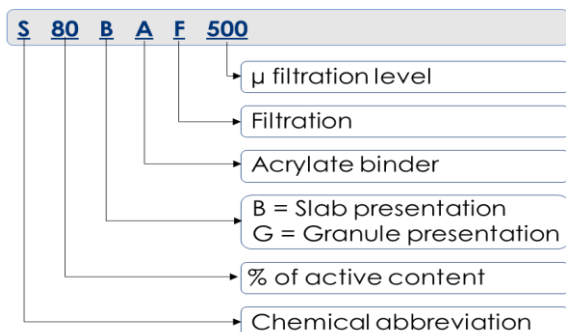 S 80 B A F 500
µ filtration level
Filtration
Acrylate binder
B = Slab presentation
G = Granule presentation
% of active content
Chemical abbreviation